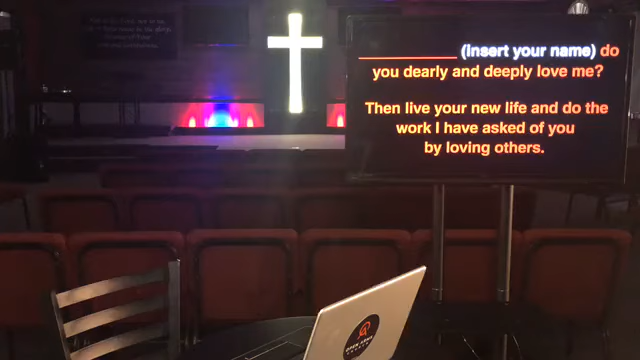 __________ (insert your name) do
you dearly and deeply love me?
Then live your new life and do the
work I have asked of you
by loving others.